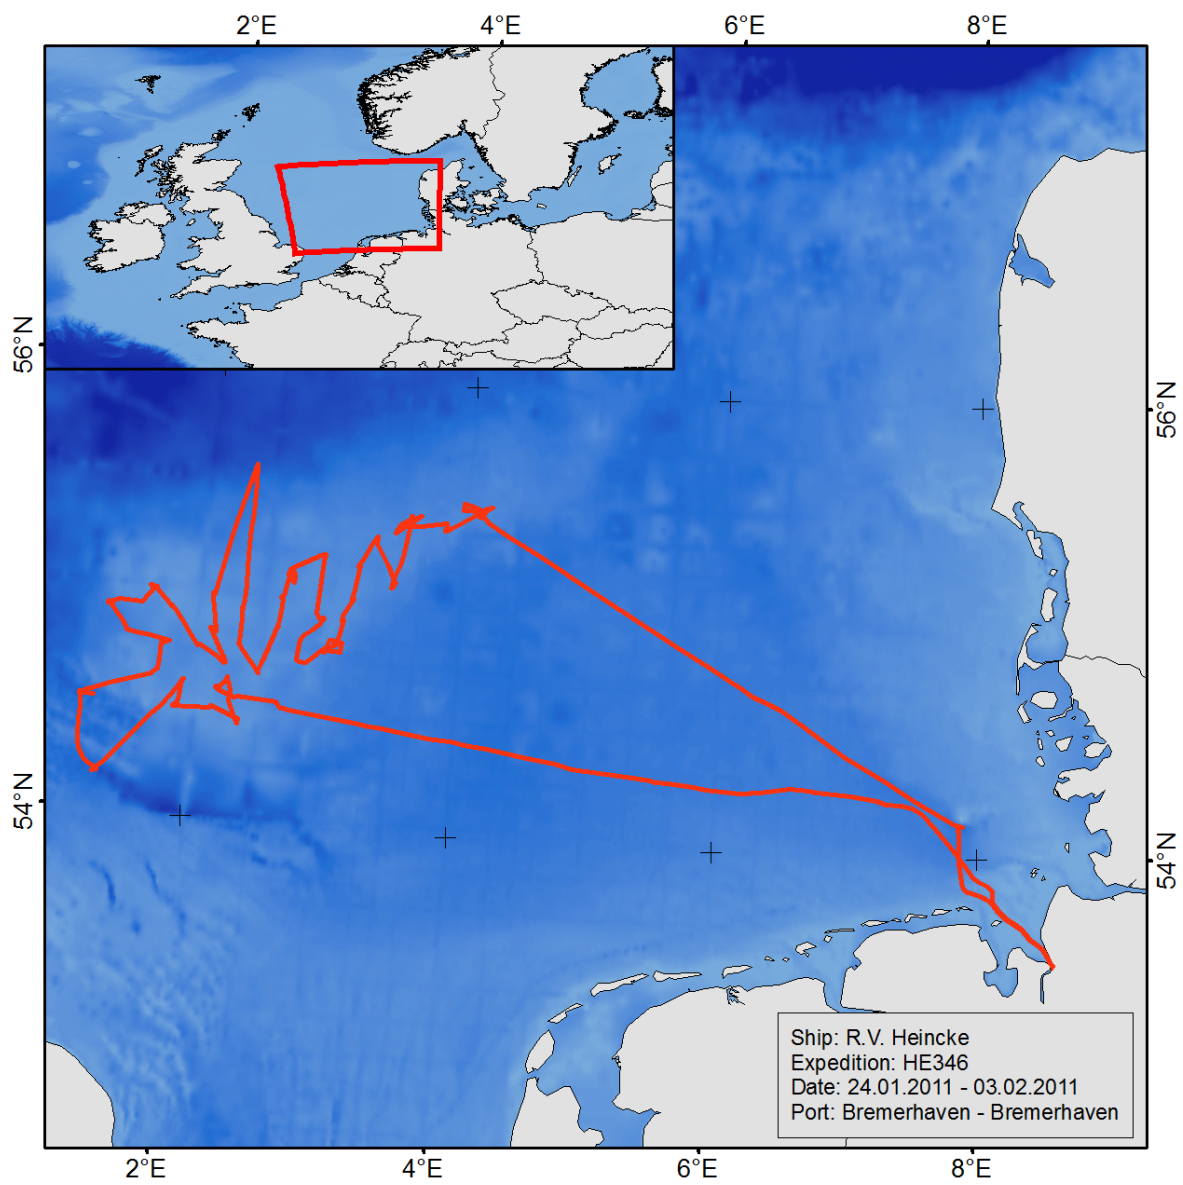 2°E 4°E 6°E 8°E
56°N
56°N
54°N
54°N
Ship: R.V. Heincke
Expedition: HE346
Date: 24.01.2011 - 03.02.2011
Port: Bremerhaven - Bremerhaven
2°E 4°E 6°E 8°E